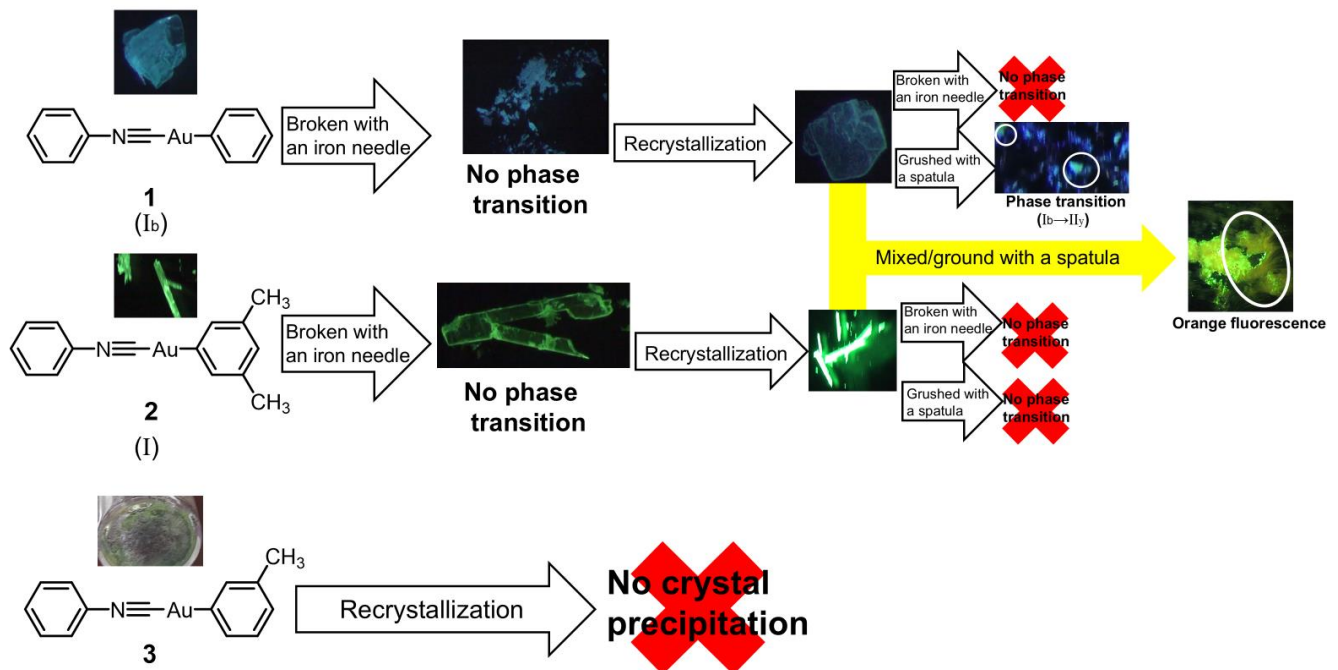 N
Au
1
(Ib)
Broken with
an iron needle
No phase
transition
Recrystallization
Broken with
an iron needle
No phase
transition
Grushed with
a spatula
Phase transition
(Ib→IIy)
Mixed/ground with a spatula
Orange fluorescence
CH3
N
Au
CH3
2
(I)
Broken with
an iron needle
No phase
transition
Recrystallization
Broken with
an iron needle
No phase
transition
Grushed with
a spatula
No phase
transition
CH3
N
Au
3
Recrystallization
No crystal
precipitation